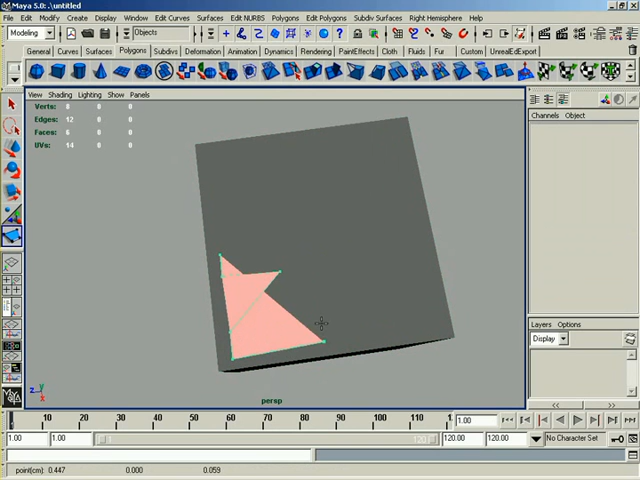 Maya 5.0: .\untitled
File Edit Modify Create Display Window Edit Curves Surfaces Edit NURBS Polygons Edit Polygons Subdiv Surfaces Right Hemisphere Help
Modeling Objects
General Curves Surfaces Polygons Subdivs Deformation Animation Dynamics Rendering PaintEffects Cloth Fluids Fur Custom UnrealEdExport
View Shading Lighting Show Panels
Verts: 8 0 0
Edges: 12 0 0
Faces: 6 0 0
UVs: 14 0 0
Channels Object
Layers Options
Display
z y x
persp
10 20 30 40 50 60 70 80 90 100 110 1.00
1.00 1.00 120.00 120.00 No Character Set
point(cm): 0.447 0.000 0.059